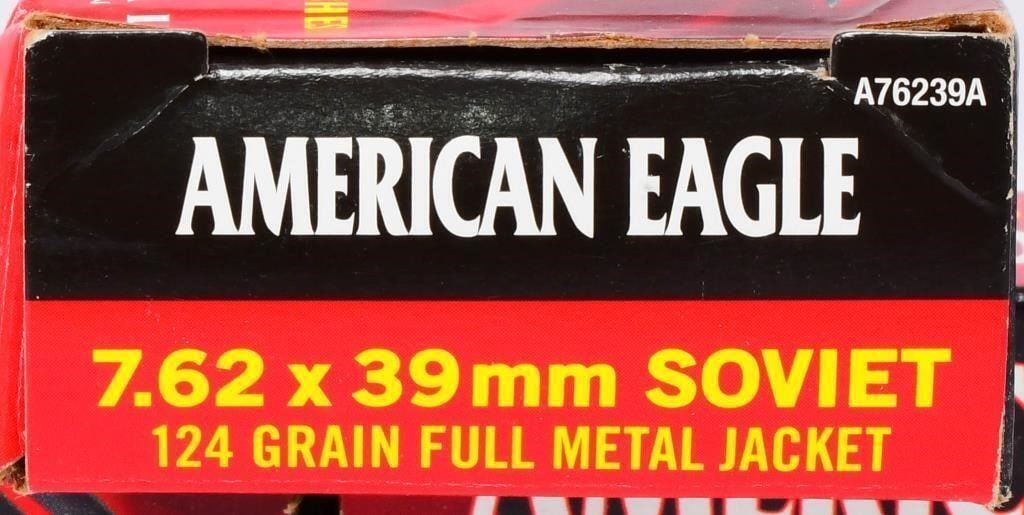 A76239A
AMERICAN EAGLE
7.62 x 39mm SOVIET
124 GRAIN FULL METAL JACKET